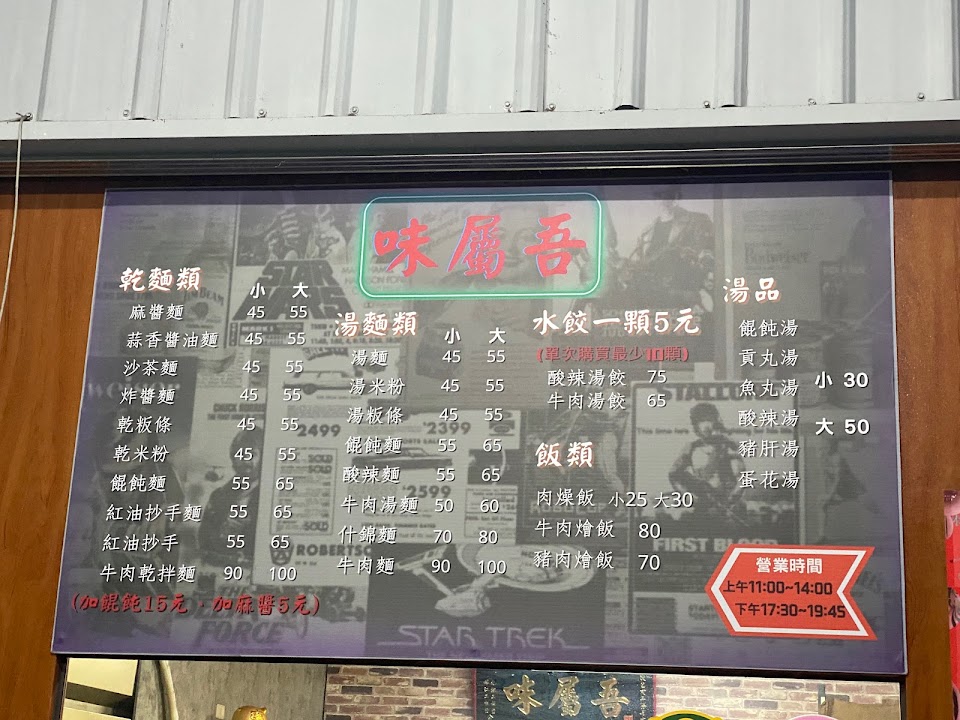 味屬吾
乾麵類 小 大
麻醬麵 45 55
蒜香醬油麵 45 55
沙茶麵 45 55
炸醬麵 45 55
乾粄條 45 55
乾米粉 45 55
餛飩麵 55 65
紅油抄手麵 55 65
紅油抄手 55 65
牛肉乾拌麵 90 100
(加餛飩15元，加麻醬5元)
湯麵類 小 大
湯麵 45 55
湯米粉 45 55
湯粄條 45 55
餛飩麵 55 65
酸辣麵 55 65
牛肉湯麵 50 60
什錦麵 70 80
牛肉麵 90 100
水餃一顆5元
(單次購買最少10顆)
酸辣湯餃 75
牛肉湯餃 65
飯類
肉燥飯 小25 大30
牛肉燴飯 80
豬肉燴飯 70
湯品
餛飩湯
貢丸湯
魚丸湯
酸辣湯
豬肝湯
蛋花湯
小 30
大 50
營業時間
上午11:00~14:00
下午17:30~19:45
STAR
2499
2399
2599
SOLD
SOLD
ROBERTS
FORCE
STAR TREK
STALLONE
This time he's
FIRST BLOOD
味屬吾